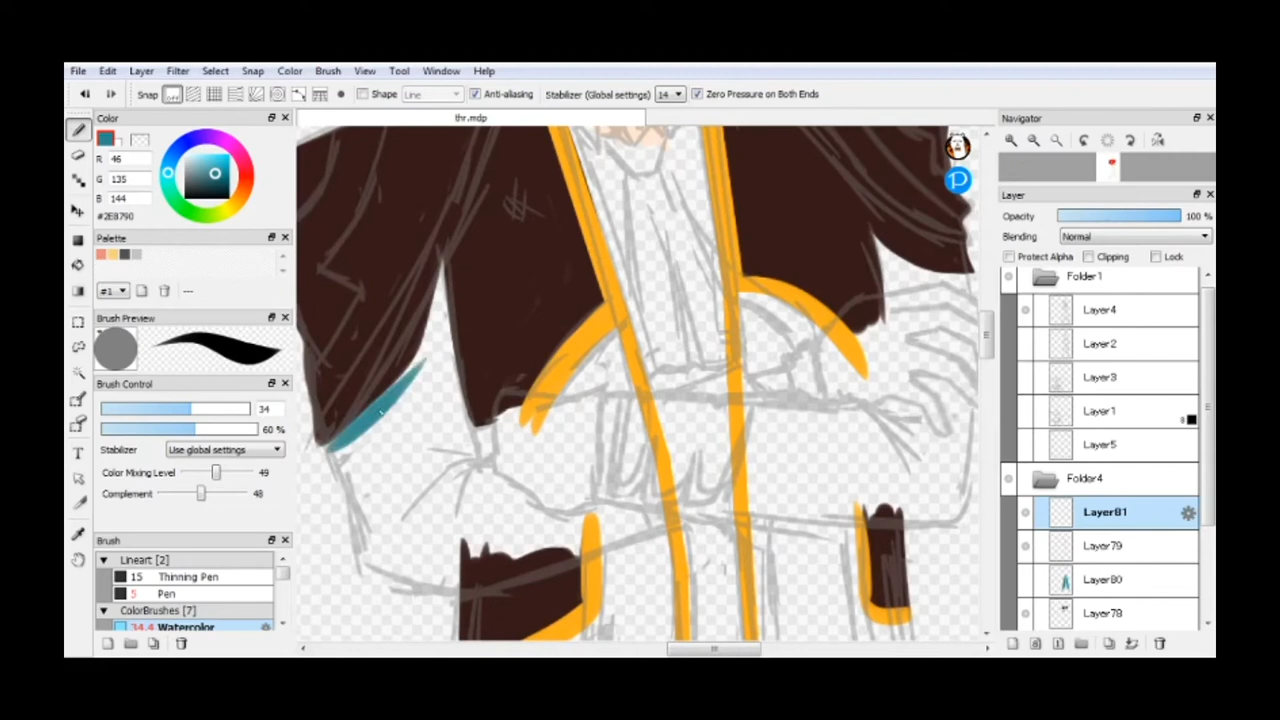 File Edit Layer Filter Select Snap Color Brush View Tool Window Help
Snap OFF Shape Line Anti-aliasing Stabilizer (Global settings) 14 Zero Pressure on Both Ends
Color
R 46
G 135
B 144
#2E8790
Palette
#1 ---
Brush Preview
Brush Control
34
60 %
Stabilizer Use global settings
Color Mixing Level 49
Complement 48
Brush
Lineart [2]
15 Thinning Pen
5 Pen
ColorBrushes [7]
34.4 Watercolor
thr.mdp
P
Navigator
Layer
Opacity 100 %
Blending Normal
Protect Alpha Clipping Lock
Folder1
Layer4
Layer2
Layer3
Layer1
8
Layer5
Folder4
Layer81
Layer79
Layer80
Layer78